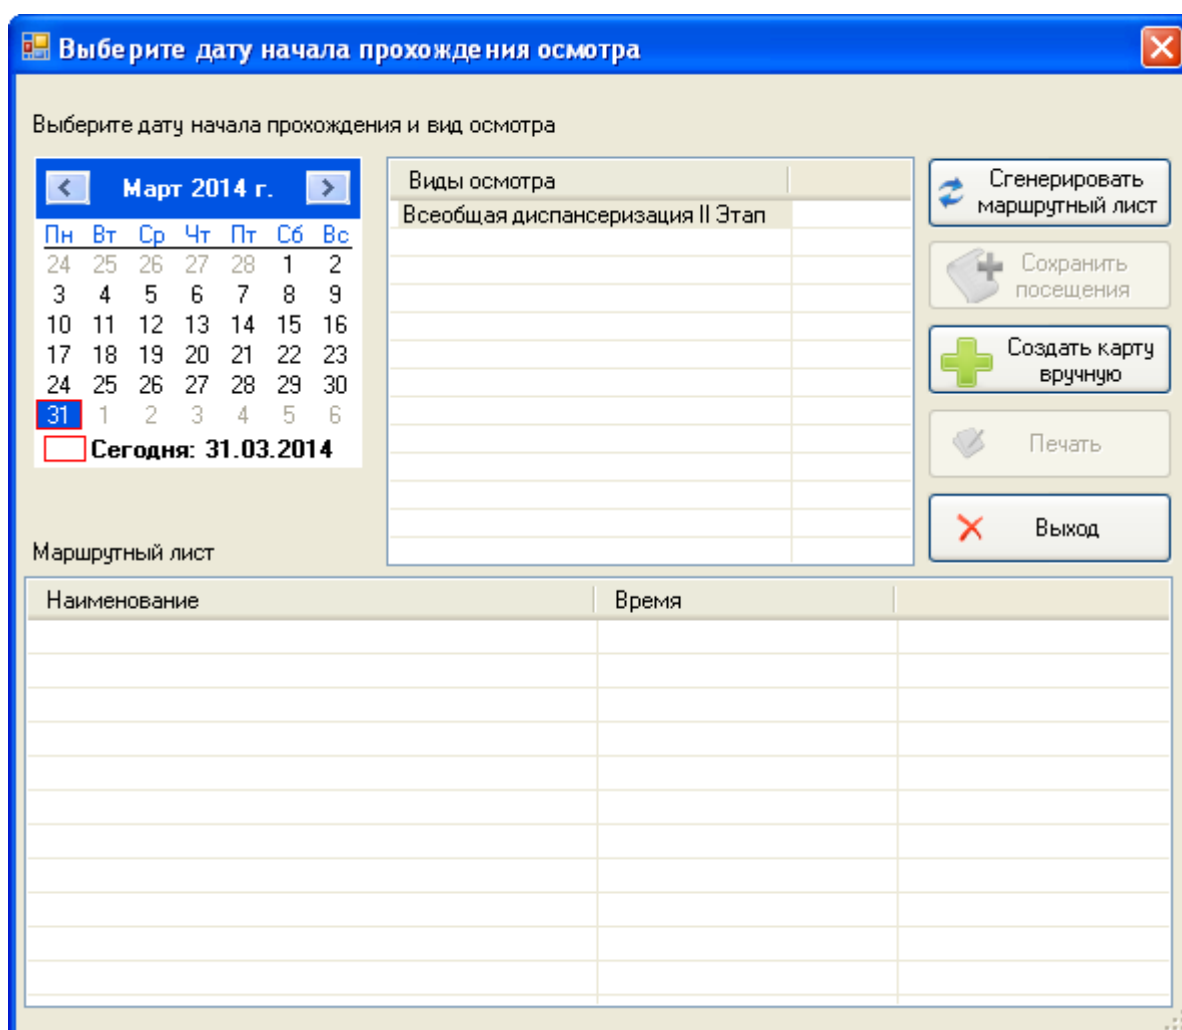 Выберите дату начала прохождения осмотра
Выберите дату начала прохождения и вид осмотра
Март 2014 г.
Пн Вт Ср Чт Пт Сб Вс
24 25 26 27 28 1 2
3 4 5 6 7 8 9
10 11 12 13 14 15 16
17 18 19 20 21 22 23
24 25 26 27 28 29 30
31 1 2 3 4 5 6
Сегодня: 31.03.2014
Виды осмотра
Всеобщая диспансеризация II Этап
Сгенерировать
маршрутный лист
Сохранить
посещения
Создать карту
вручную
Печать
Выход
Маршрутный лист
Наименование Время